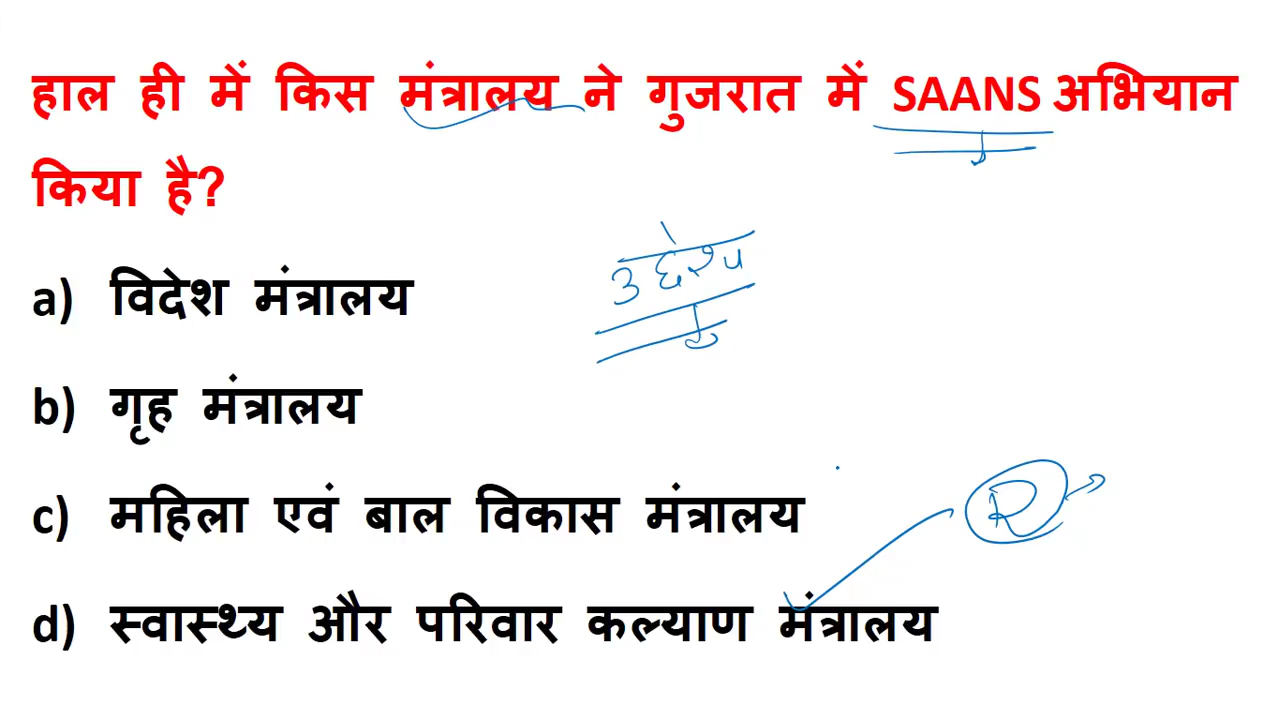 हाल ही में किस मंत्रालय ने गुजरात में SAANS अभियान
किया है?
उद्देश्य
a) विदेश मंत्रालय
b) गृह मंत्रालय
c) महिला एवं बाल विकास मंत्रालय
R
d) स्वास्थ्य और परिवार कल्याण मंत्रालय